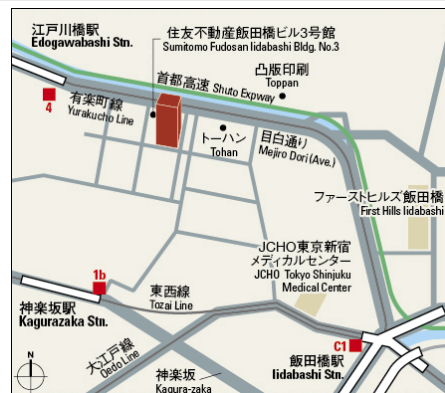 江戸川橋駅
Edogawabashi Stn.
住友不動産飯田橋ビル3号館
Sumitomo Fudosan Iidabashi Bldg. No.3
首都高速 Shuto Expway
凸版印刷
Toppan
4
有楽町線
Yurakucho Line
トーハン
Tohan
目白通り
Mejiro Dori (Ave.)
ファーストヒルズ飯田橋
First Hills Iidabashi
JCHO東京新宿
メディカルセンター
JCHO Tokyo Shinjuku
Medical Center
1b
東西線
Tozai Line
神楽坂駅
Kagurazaka Stn.
C1
飯田橋駅
Iidabashi Stn.
大江戸線
Oedo Line
神楽坂
Kagura-zaka
N